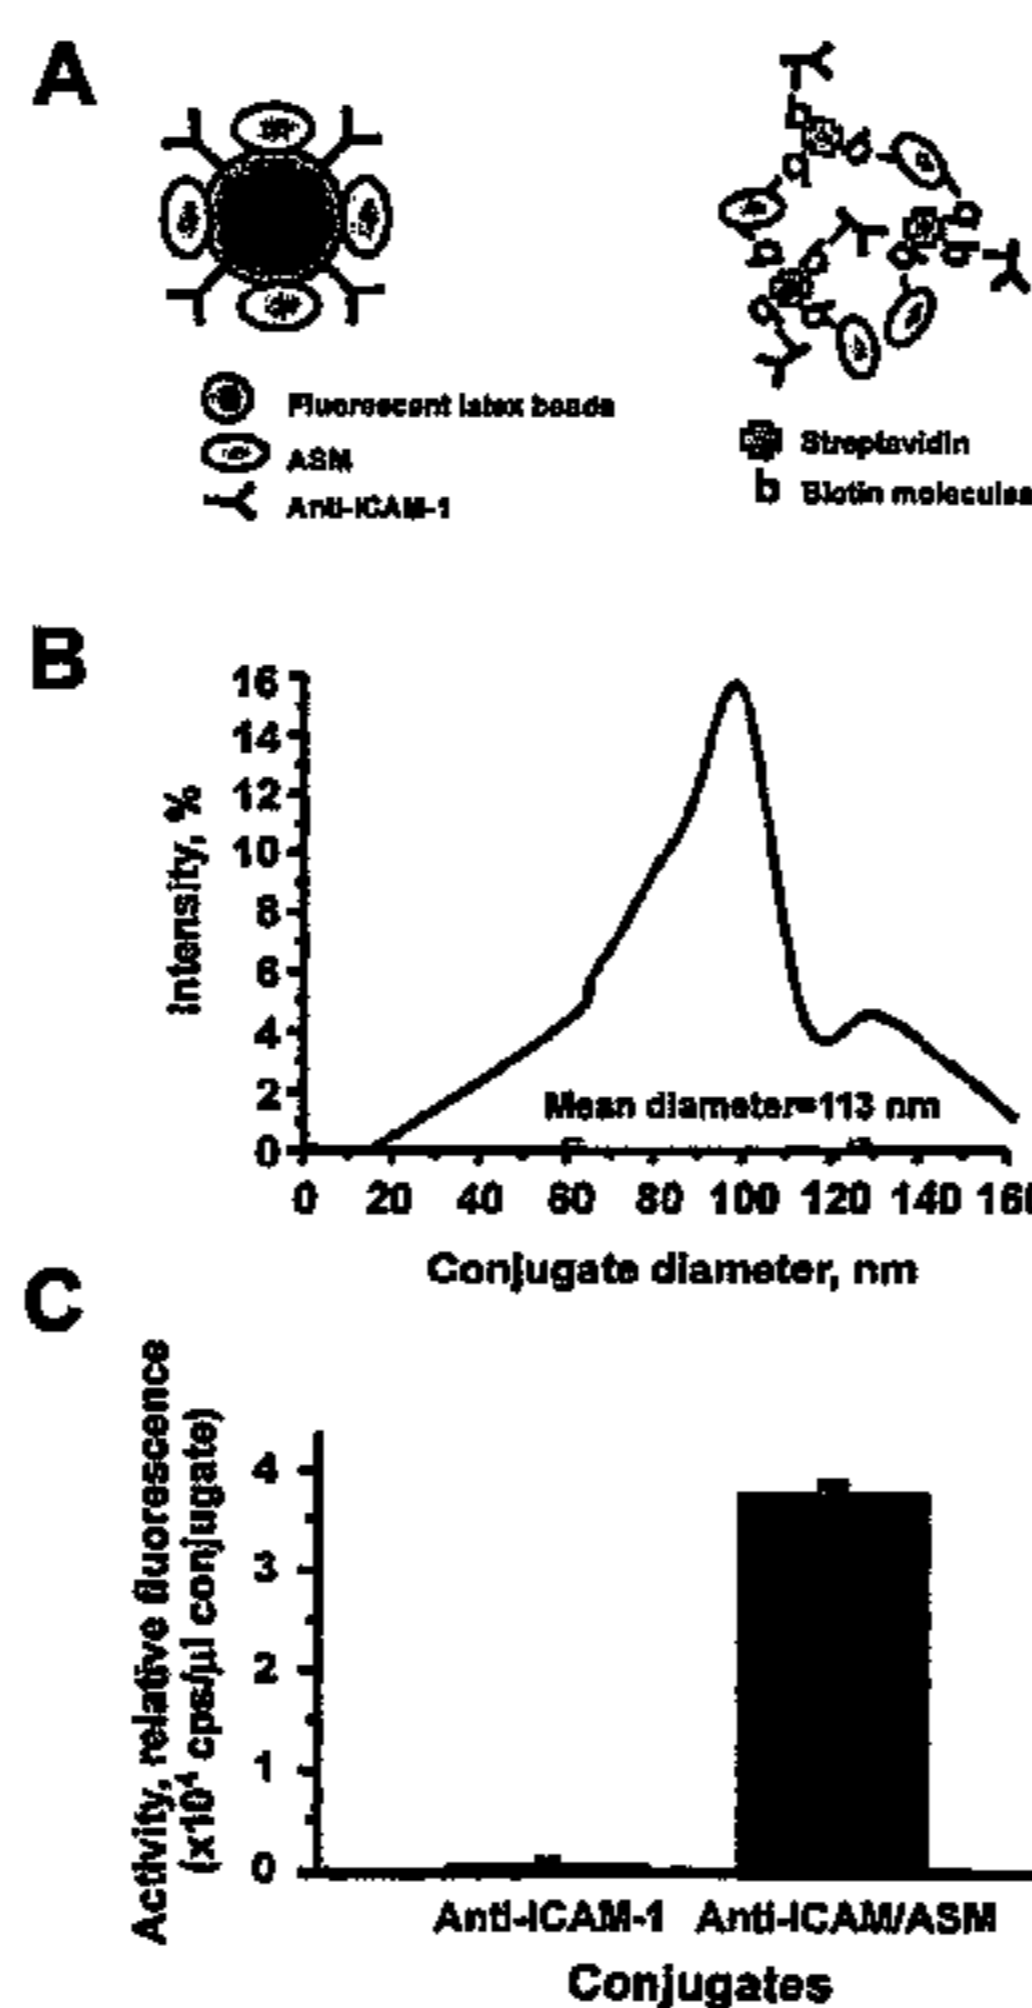 A
Fluorescent latex beads
ASM
Anti-ICAM-1
Streptavidin
b Biotin molecules
B
Intensity, %
16
14
12
10
8
6
4
2
0
Mean diameter=113 nm
0 20 40 60 80 100 120 140 160
Conjugate diameter, nm
C
Activity, relative fluorescence
(x10⁴ cps/µl conjugate)
4
3
2
1
0
Anti-ICAM-1 Anti-ICAM/ASM
Conjugates